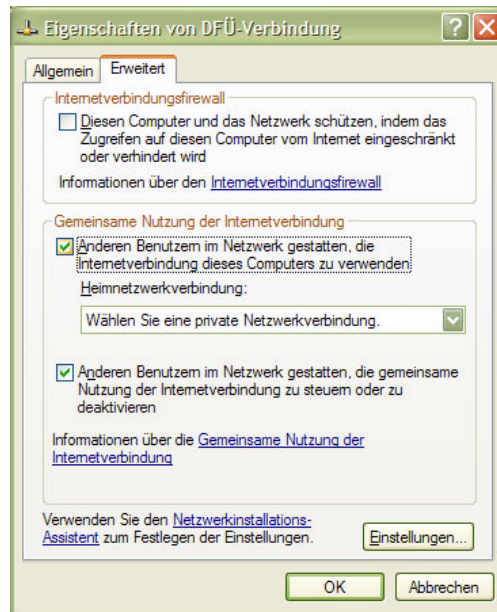 Eigenschaften von DFÜ-Verbindung
Allgemein Erweitert
Internetverbindungsfirewall
Diesen Computer und das Netzwerk schützen, indem das
Zugreifen auf diesen Computer vom Internet eingeschränkt
oder verhindert wird
Informationen über den Internetverbindungsfirewall
Gemeinsame Nutzung der Internetverbindung
Anderen Benutzern im Netzwerk gestatten, die
Internetverbindung dieses Computers zu verwenden
Heimnetzwerkverbindung:
Wählen Sie eine private Netzwerkverbindung.
Anderen Benutzern im Netzwerk gestatten, die gemeinsame
Nutzung der Internetverbindung zu steuern oder zu
deaktivieren
Informationen über die Gemeinsame Nutzung der
Internetverbindung
Verwenden Sie den Netzwerkinstallations-
Assistent zum Festlegen der Einstellungen. Einstellungen...
OK Abbrechen